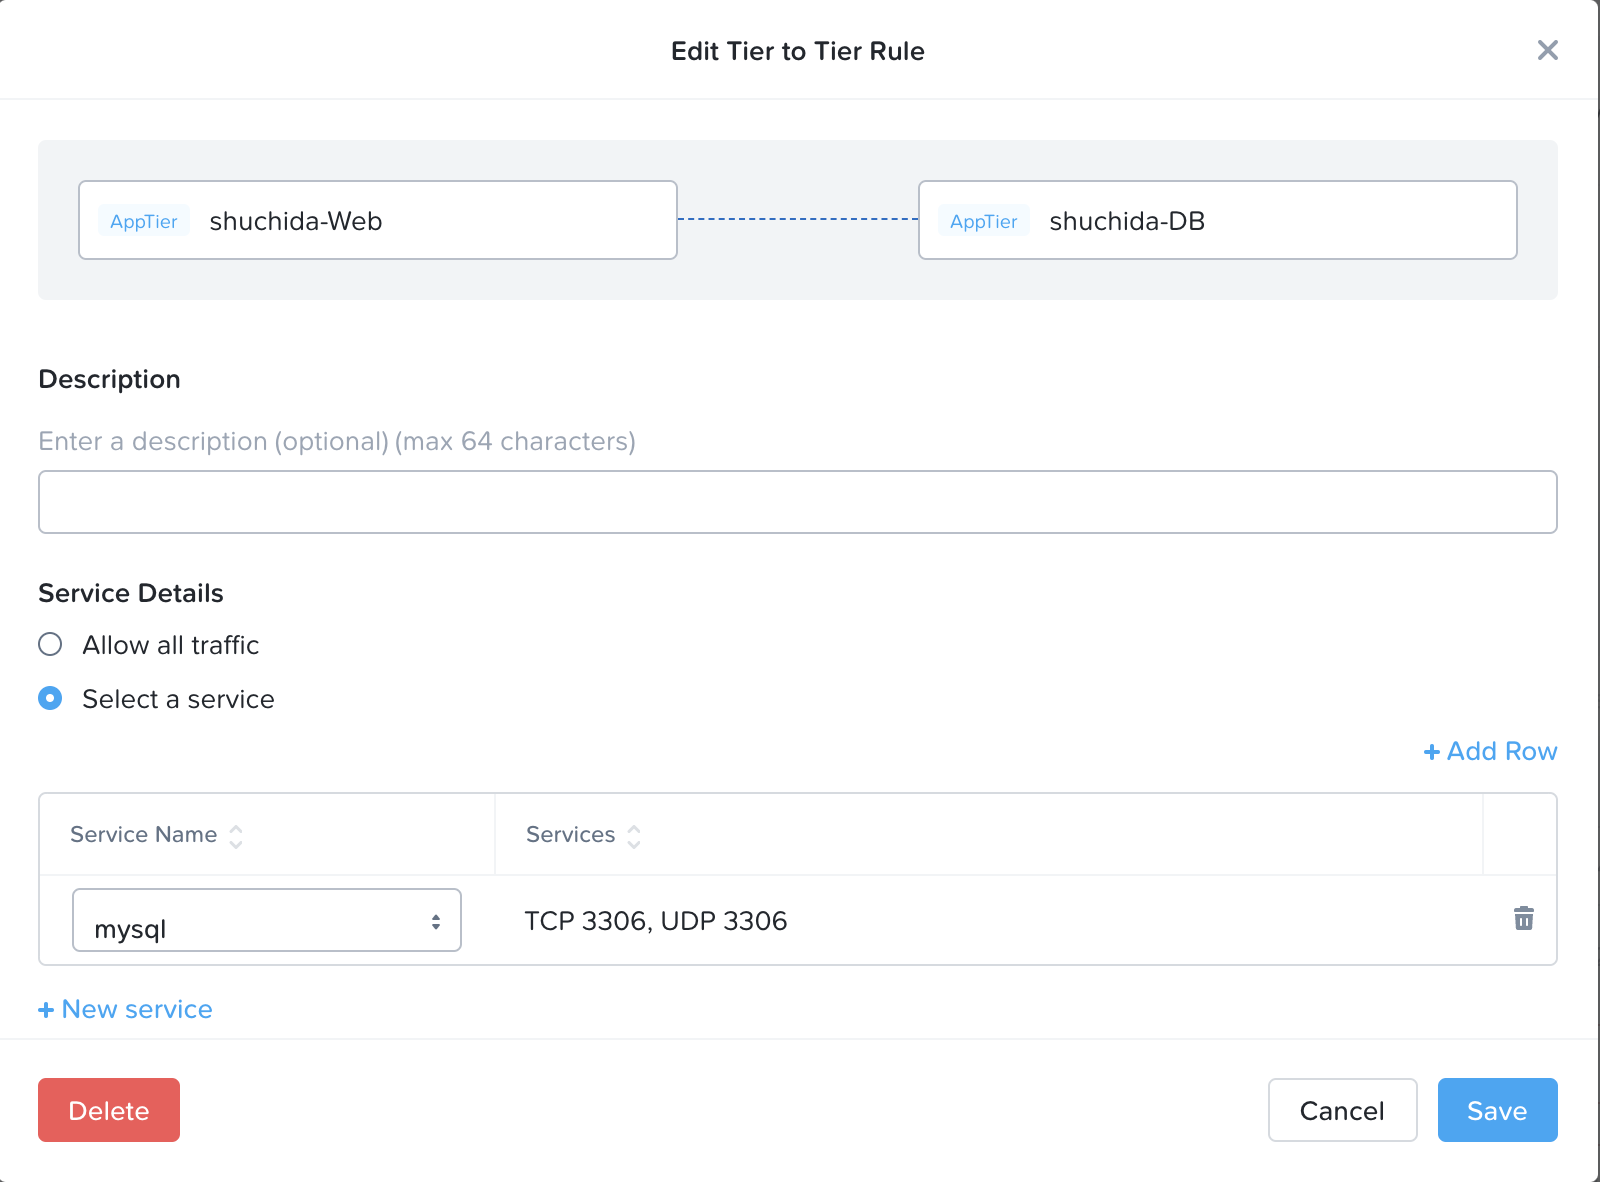 Edit Tier to Tier Rule
AppTier shuchida-Web
AppTier shuchida-DB
Description
Enter a description (optional) (max 64 characters)
Service Details
Allow all traffic
Select a service
+ Add Row
Service Name Services
mysql TCP 3306, UDP 3306
+ New service
Delete Cancel Save